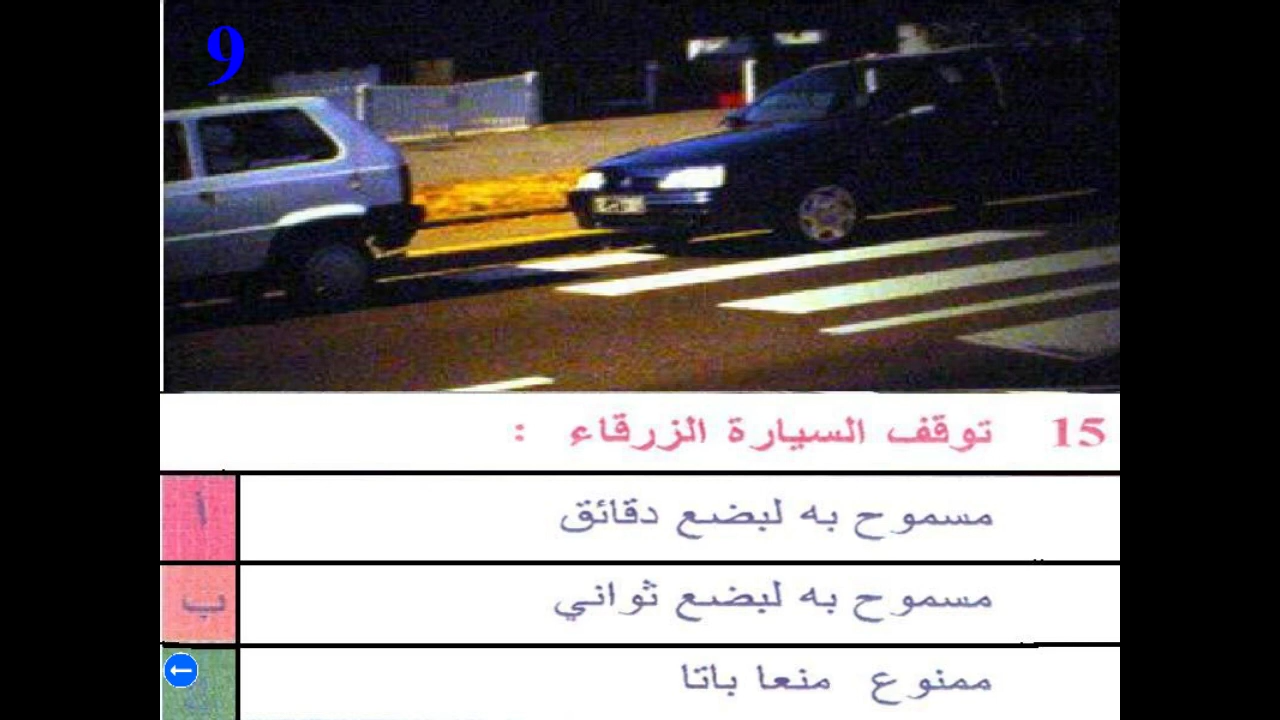 9
15 توقف السيارة الزرقاء :
أ مسموح به لبضع دقائق
ب مسموح به لبضع ثواني
ممنوع منعا باتا